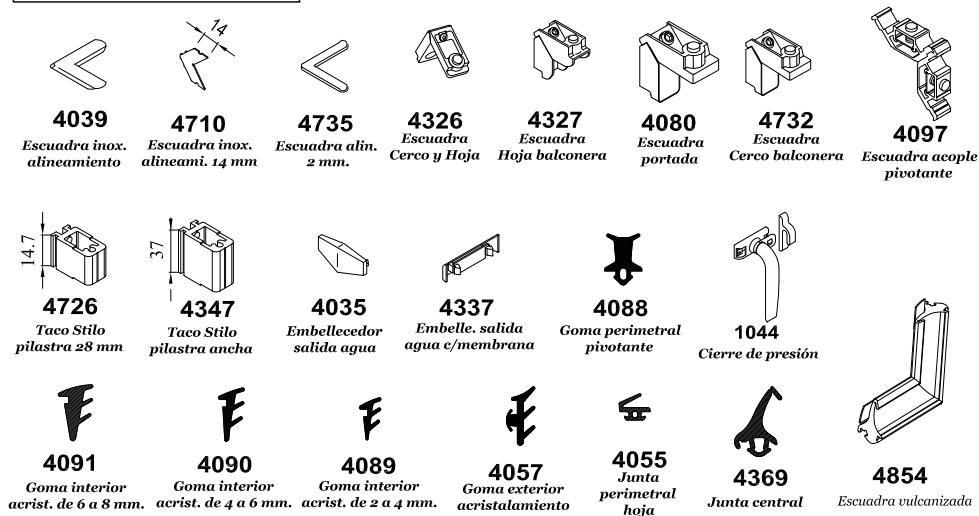 14
4039
Escuadra inox.
alineamiento
4710
Escuadra inox.
alineami. 14 mm
4735
Escuadra alin.
2 mm.
4326
Escuadra
Cerco y Hoja
4327
Escuadra
Hoja balconera
4080
Escuadra
portada
4732
Escuadra
Cerco balconera
4097
Escuadra acople
pivotante
14.7
4726
Taco Stilo
pilastra 28 mm
37
4347
Taco Stilo
pilastra ancha
4035
Embellecedor
salida agua
4337
Embelle. salida
agua c/membrana
4088
Goma perimetral
pivotante
1044
Cierre de presión
4091
Goma interior
acrist. de 6 a 8 mm.
4090
Goma interior
acrist. de 4 a 6 mm.
4089
Goma interior
acrist. de 2 a 4 mm.
4057
Goma exterior
acristalamiento
4055
Junta
perimetral
hoja
4369
Junta central
4854
Escuadra vulcanizada